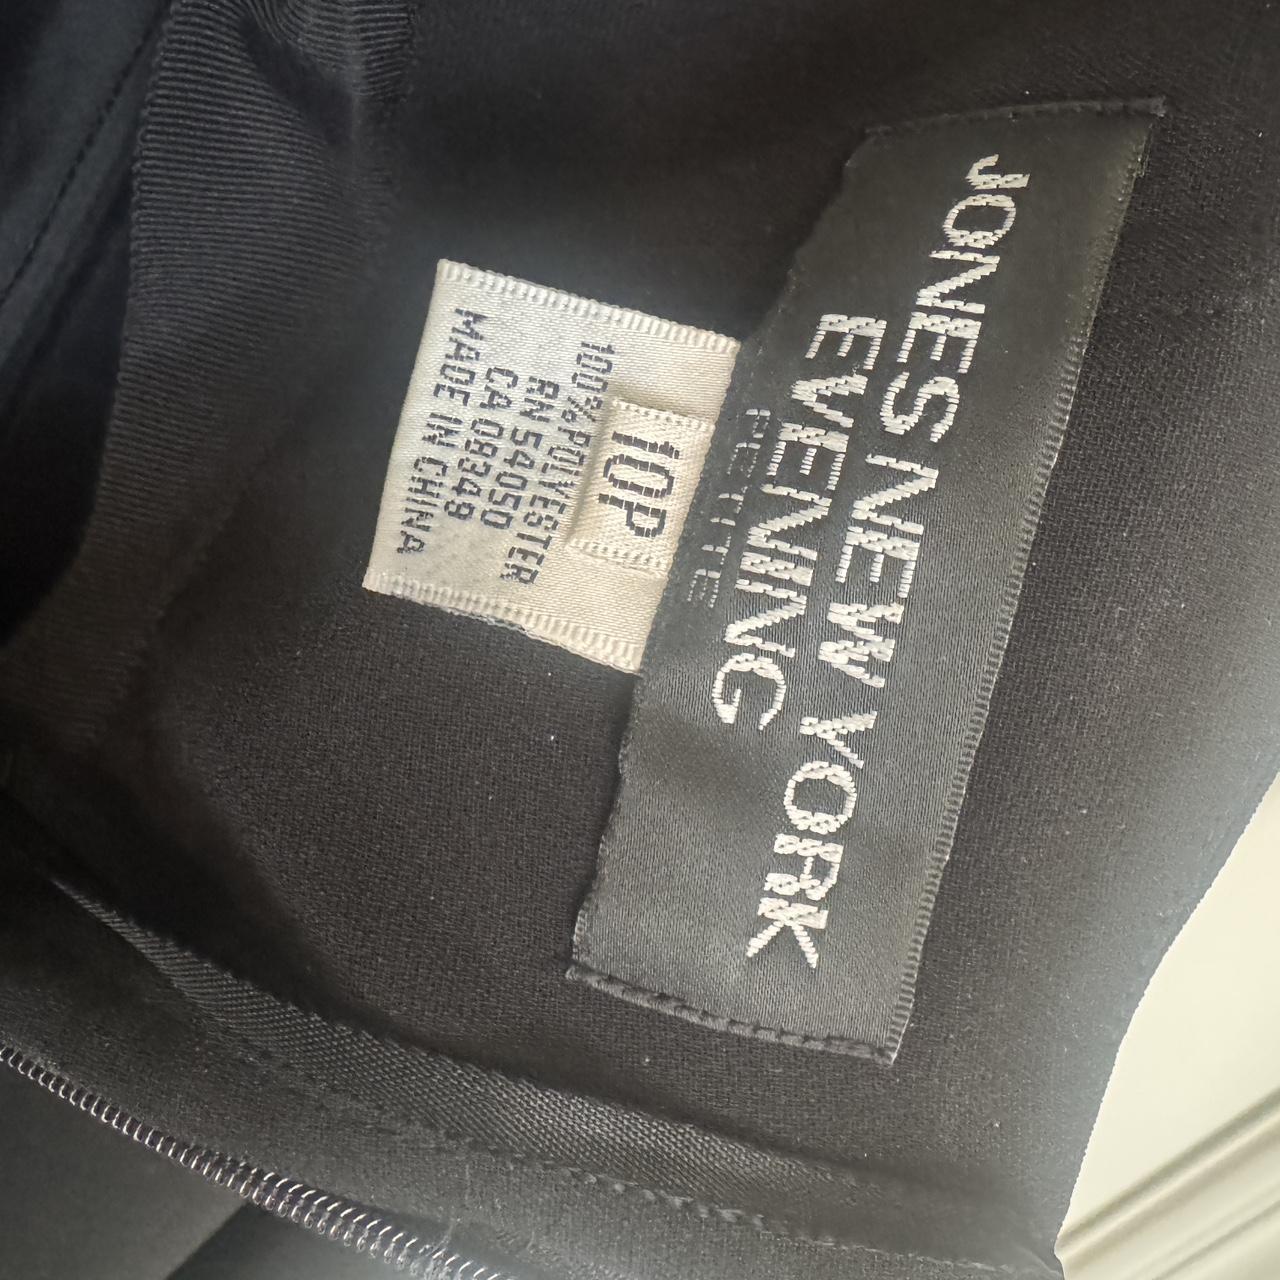 JONES NEW YORK
EVENING
PETITE
10P
100% POLYESTER
RN 54050
CA 09349
MADE IN CHINA